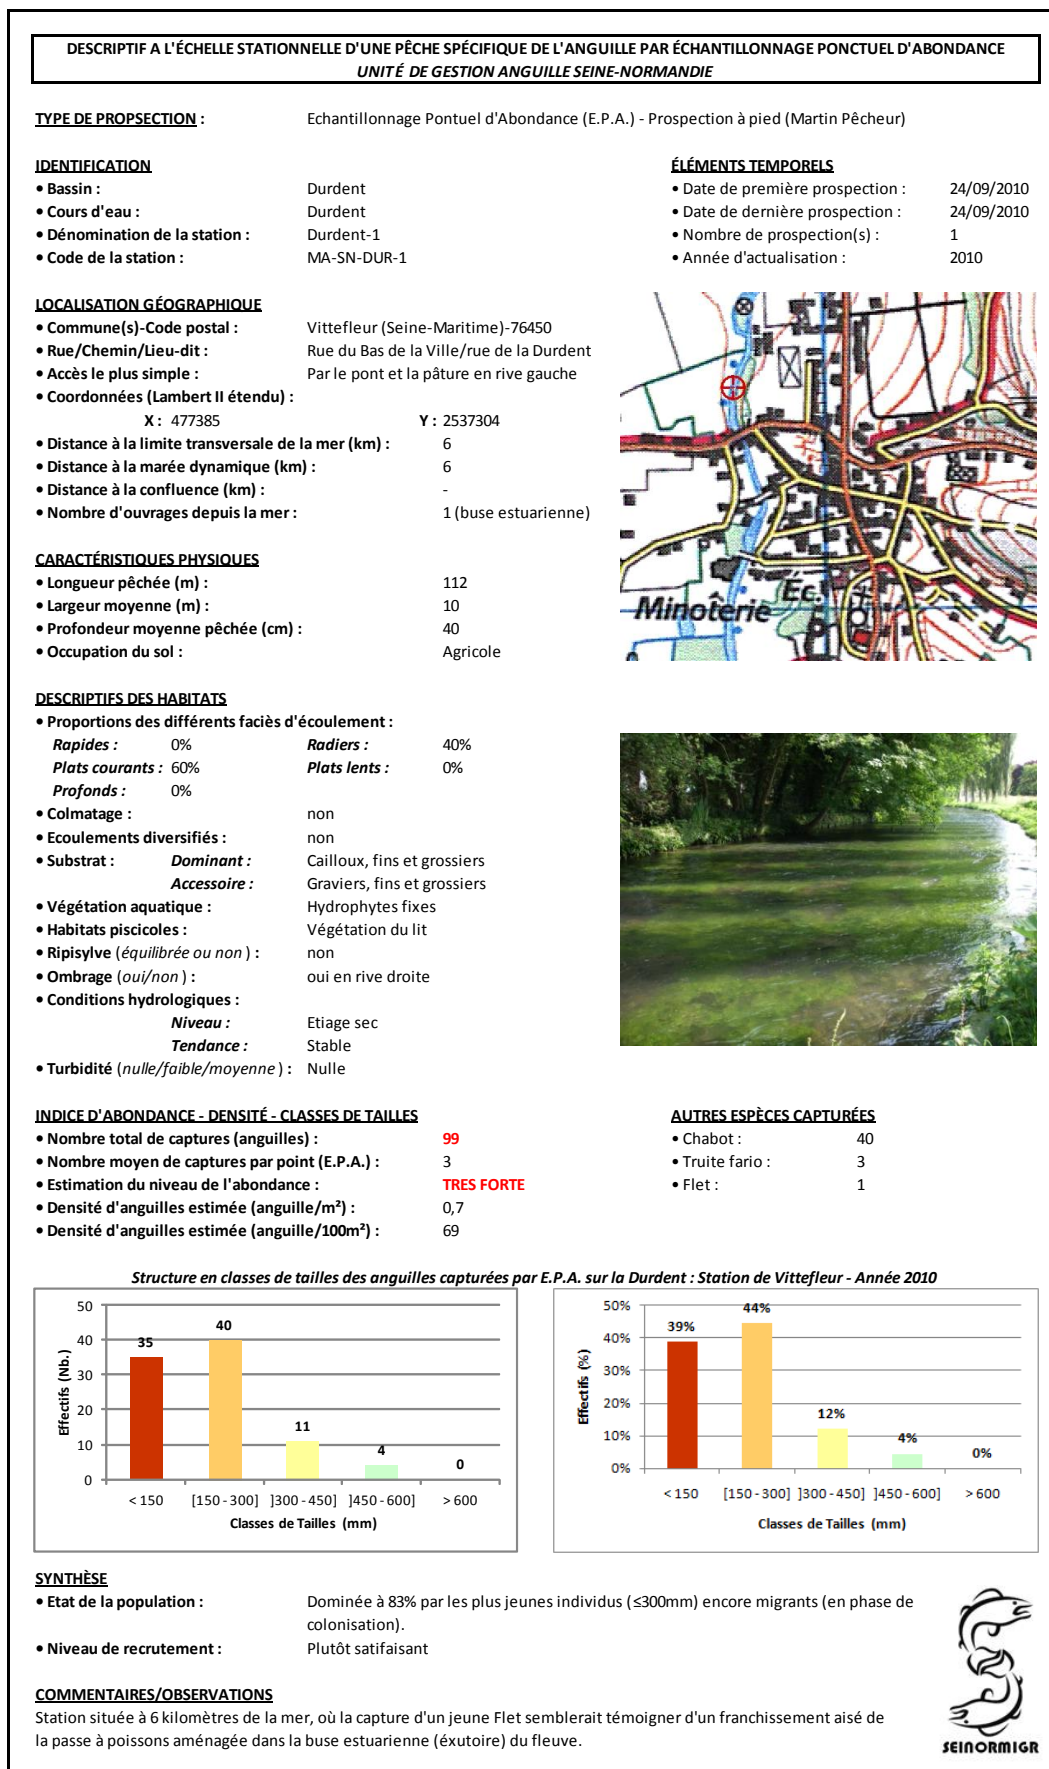 DESCRIPTIF A L'ÉCHELLE STATIONNELLE D'UNE PÊCHE SPÉCIFIQUE DE L'ANGUILLE PAR ÉCHANTILLONNAGE PONCTUEL D'ABONDANCE
UNITÉ DE GESTION ANGUILLE SEINE-NORMANDIE
TYPE DE PROPSECTION : Echantillonnage Pontuel d'Abondance (E.P.A.) - Prospection à pied (Martin Pêcheur)
IDENTIFICATION
• Bassin : Durdent
• Cours d'eau : Durdent
• Dénomination de la station : Durdent-1
• Code de la station : MA-SN-DUR-1
ÉLÉMENTS TEMPORELS
• Date de première prospection : 24/09/2010
• Date de dernière prospection : 24/09/2010
• Nombre de prospection(s) : 1
• Année d'actualisation : 2010
LOCALISATION GÉOGRAPHIQUE
• Commune(s)-Code postal : Vittefleur (Seine-Maritime)-76450
• Rue/Chemin/Lieu-dit : Rue du Bas de la Ville/rue de la Durdent
• Accès le plus simple : Par le pont et la pâture en rive gauche
• Coordonnées (Lambert II étendu) :
X : 477385 Y : 2537304
• Distance à la limite transversale de la mer (km) : 6
• Distance à la marée dynamique (km) : 6
• Distance à la confluence (km) : -
• Nombre d'ouvrages depuis la mer : 1 (buse estuarienne)
Minoterie
Éc.
CARACTÉRISTIQUES PHYSIQUES
• Longueur pêchée (m) : 112
• Largeur moyenne (m) : 10
• Profondeur moyenne pêchée (cm) : 40
• Occupation du sol : Agricole
DESCRIPTIFS DES HABITATS
• Proportions des différents faciès d'écoulement :
Rapides : 0% Radiers : 40%
Plats courants : 60% Plats lents : 0%
Profonds : 0%
• Colmatage : non
• Ecoulements diversifiés : non
• Substrat : Dominant : Cailloux, fins et grossiers
Accessoire : Graviers, fins et grossiers
• Végétation aquatique : Hydrophytes fixes
• Habitats piscicoles : Végétation du lit
• Ripisylve (équilibrée ou non ) : non
• Ombrage (oui/non ) : oui en rive droite
• Conditions hydrologiques :
Niveau : Etiage sec
Tendance : Stable
• Turbidité (nulle/faible/moyenne ) : Nulle
INDICE D'ABONDANCE - DENSITÉ - CLASSES DE TAILLES
• Nombre total de captures (anguilles) : 99
• Nombre moyen de captures par point (E.P.A.) : 3
• Estimation du niveau de l'abondance : TRES FORTE
• Densité d'anguilles estimée (anguille/m²) : 0,7
• Densité d'anguilles estimée (anguille/100m²) : 69
AUTRES ESPÈCES CAPTURÉES
• Chabot : 40
• Truite fario : 3
• Flet : 1
Structure en classes de tailles des anguilles capturées par E.P.A. sur la Durdent : Station de Vittefleur - Année 2010
Effectifs (Nb.)
50
40
30
20
10
0
35
40
11
4
0
< 150 [150 - 300] ]300 - 450] ]450 - 600] > 600
Classes de Tailles (mm)
Effectifs (%)
50%
40%
30%
20%
10%
0%
39%
44%
12%
4%
0%
< 150 [150 - 300] ]300 - 450] ]450 - 600] > 600
Classes de Tailles (mm)
SYNTHÈSE
• Etat de la population : Dominée à 83% par les plus jeunes individus (≤300mm) encore migrants (en phase de
colonisation).
• Niveau de recrutement : Plutôt satifaisant
COMMENTAIRES/OBSERVATIONS
Station située à 6 kilomètres de la mer, où la capture d'un jeune Flet semblerait témoigner d'un franchissement aisé de
la passe à poissons aménagée dans la buse estuarienne (éxutoire) du fleuve.
SEINORMIGR